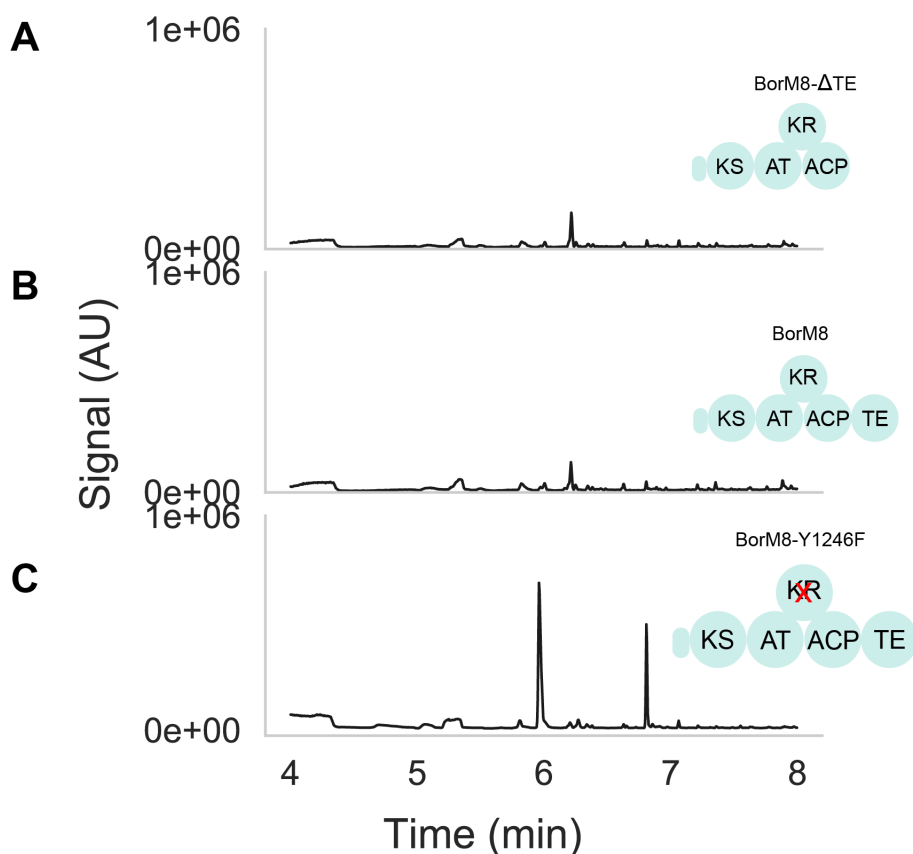 A
1e+06
BorM8-ΔTE
KR
KS AT ACP
0e+00
B
1e+06
BorM8
KR
KS AT ACP TE
Signal (AU)
0e+00
C
1e+06
BorM8-Y1246F
KR
X
KS AT ACP TE
0e+00
4 5 6 7 8
Time (min)